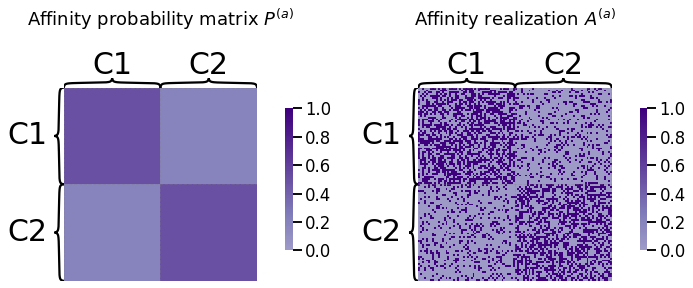 Affinity probability matrix P^(a)
C1 C2
C1
C2
1.0
0.8
0.6
0.4
0.2
0.0
Affinity realization A^(a)
C1 C2
C1
C2
1.0
0.8
0.6
0.4
0.2
0.0